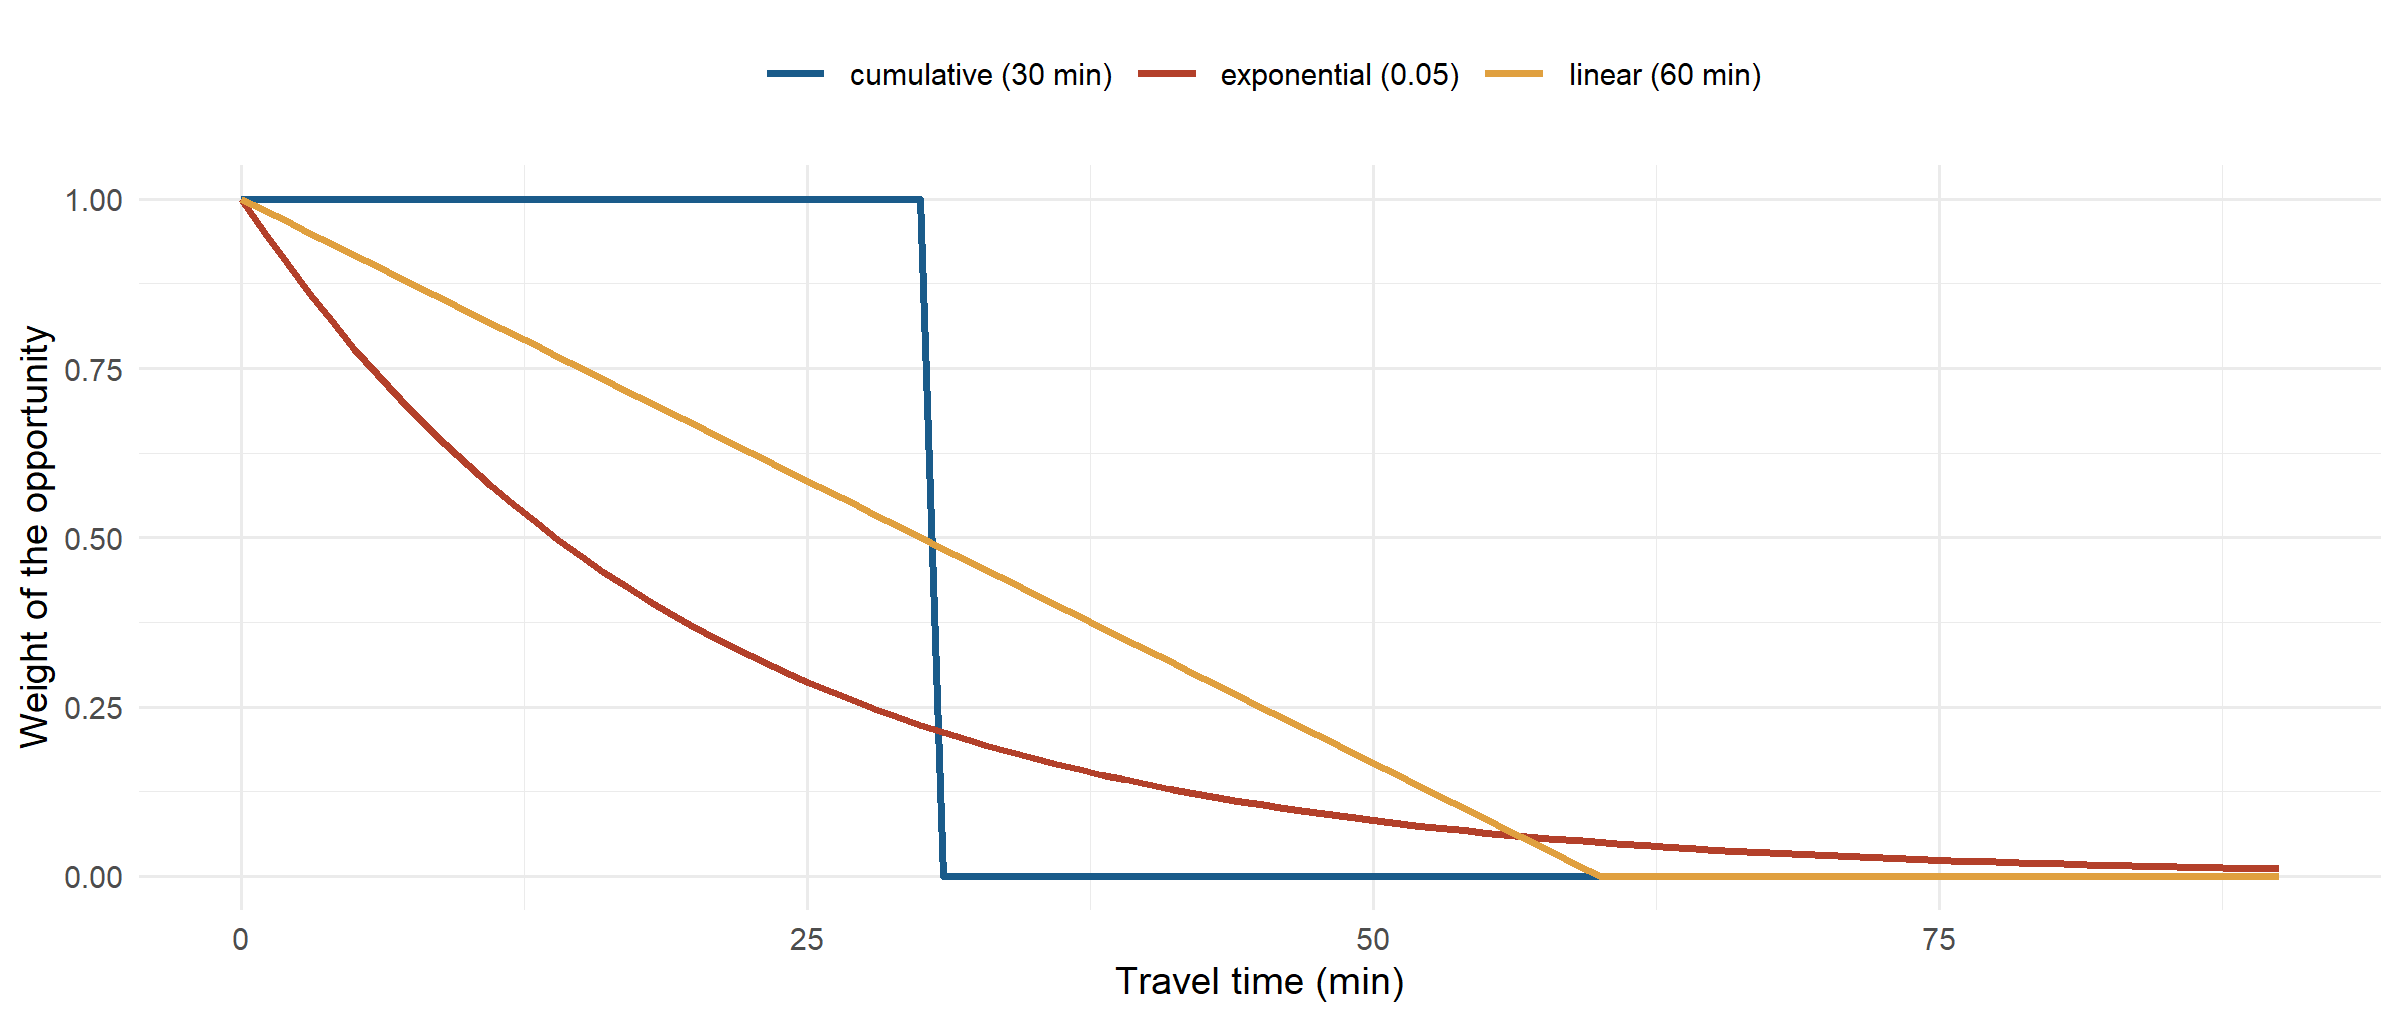 cumulative (30 min) exponential (0.05) linear (60 min)
Weight of the opportunity
1.00
0.75
0.50
0.25
0.00
0 25 50 75
Travel time (min)